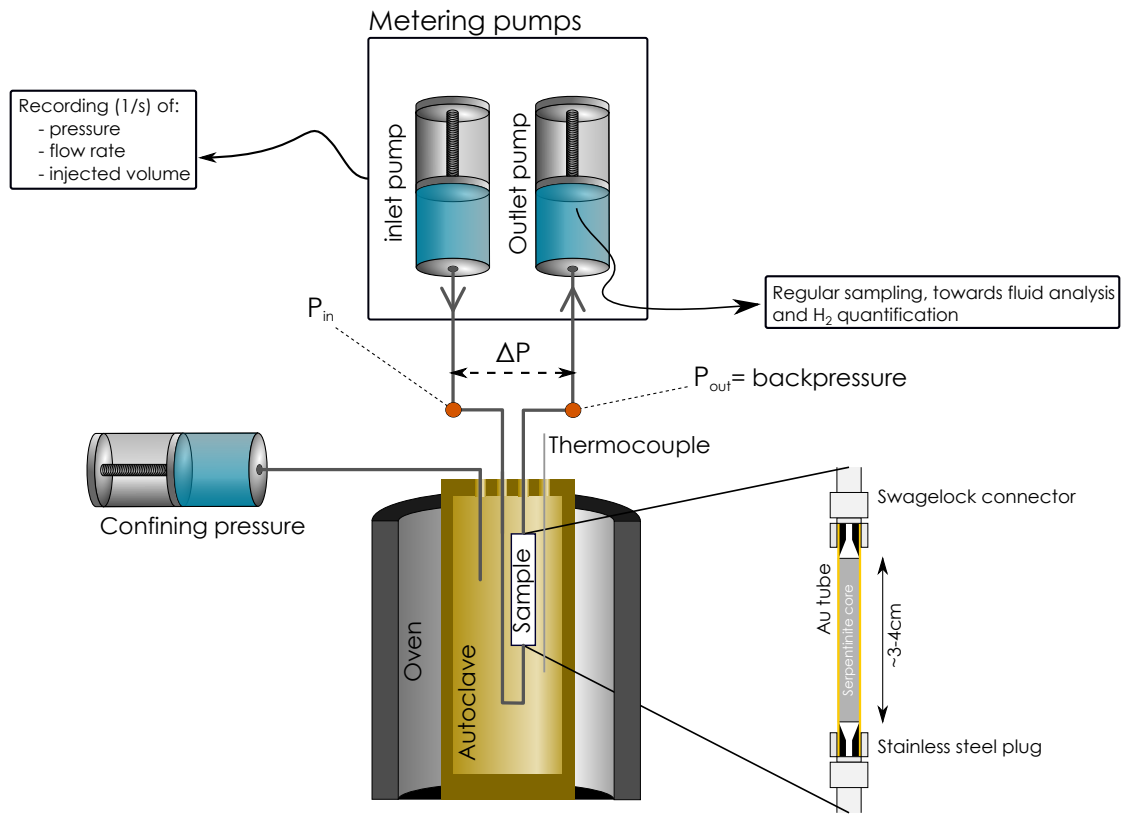 Metering pumps
Recording (1/s) of:
- pressure
- flow rate
- injected volume
inlet pump
Outlet pump
Regular sampling, towards fluid analysis
and H₂ quantification
P_in
ΔP
P_out= backpressure
Thermocouple
Confining pressure
Swagelock connector
Au tube
Serpentinite core
~3-4cm
Stainless steel plug
Oven
Autoclave
Sample